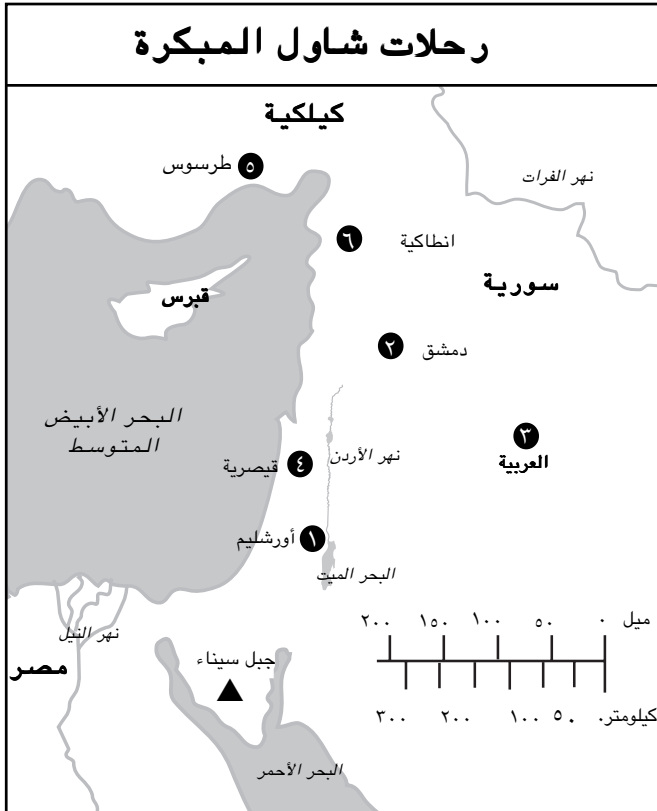 رحلات شاول المبكرة
كيلكية
٥ طرسوس
نهر الفرات
٦ انطاكية
سورية
قبرس
٢ دمشق
البحر الأبيض
المتوسط
٣
العربية
نهر الأردن
٤ قيصرية
١ أورشليم
البحر الميت
نهر النيل
مصر
جبل سيناء
ميل ٠ ٥٠ ١٠٠ ١٥٠ ٢٠٠
كيلومتر ٠ ٥٠ ١٠٠ ٢٠٠ ٣٠٠
البحر الأحمر